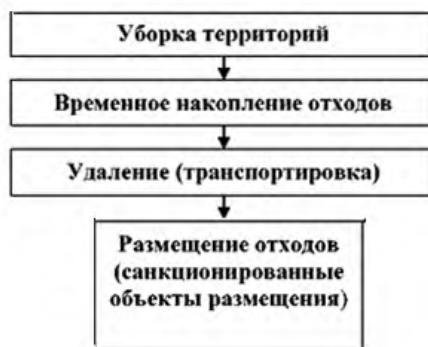 Уборка территорий
Временное накопление отходов
Удаление (транспортировка)
Размещение отходов
(санкционированные
объекты размещения)